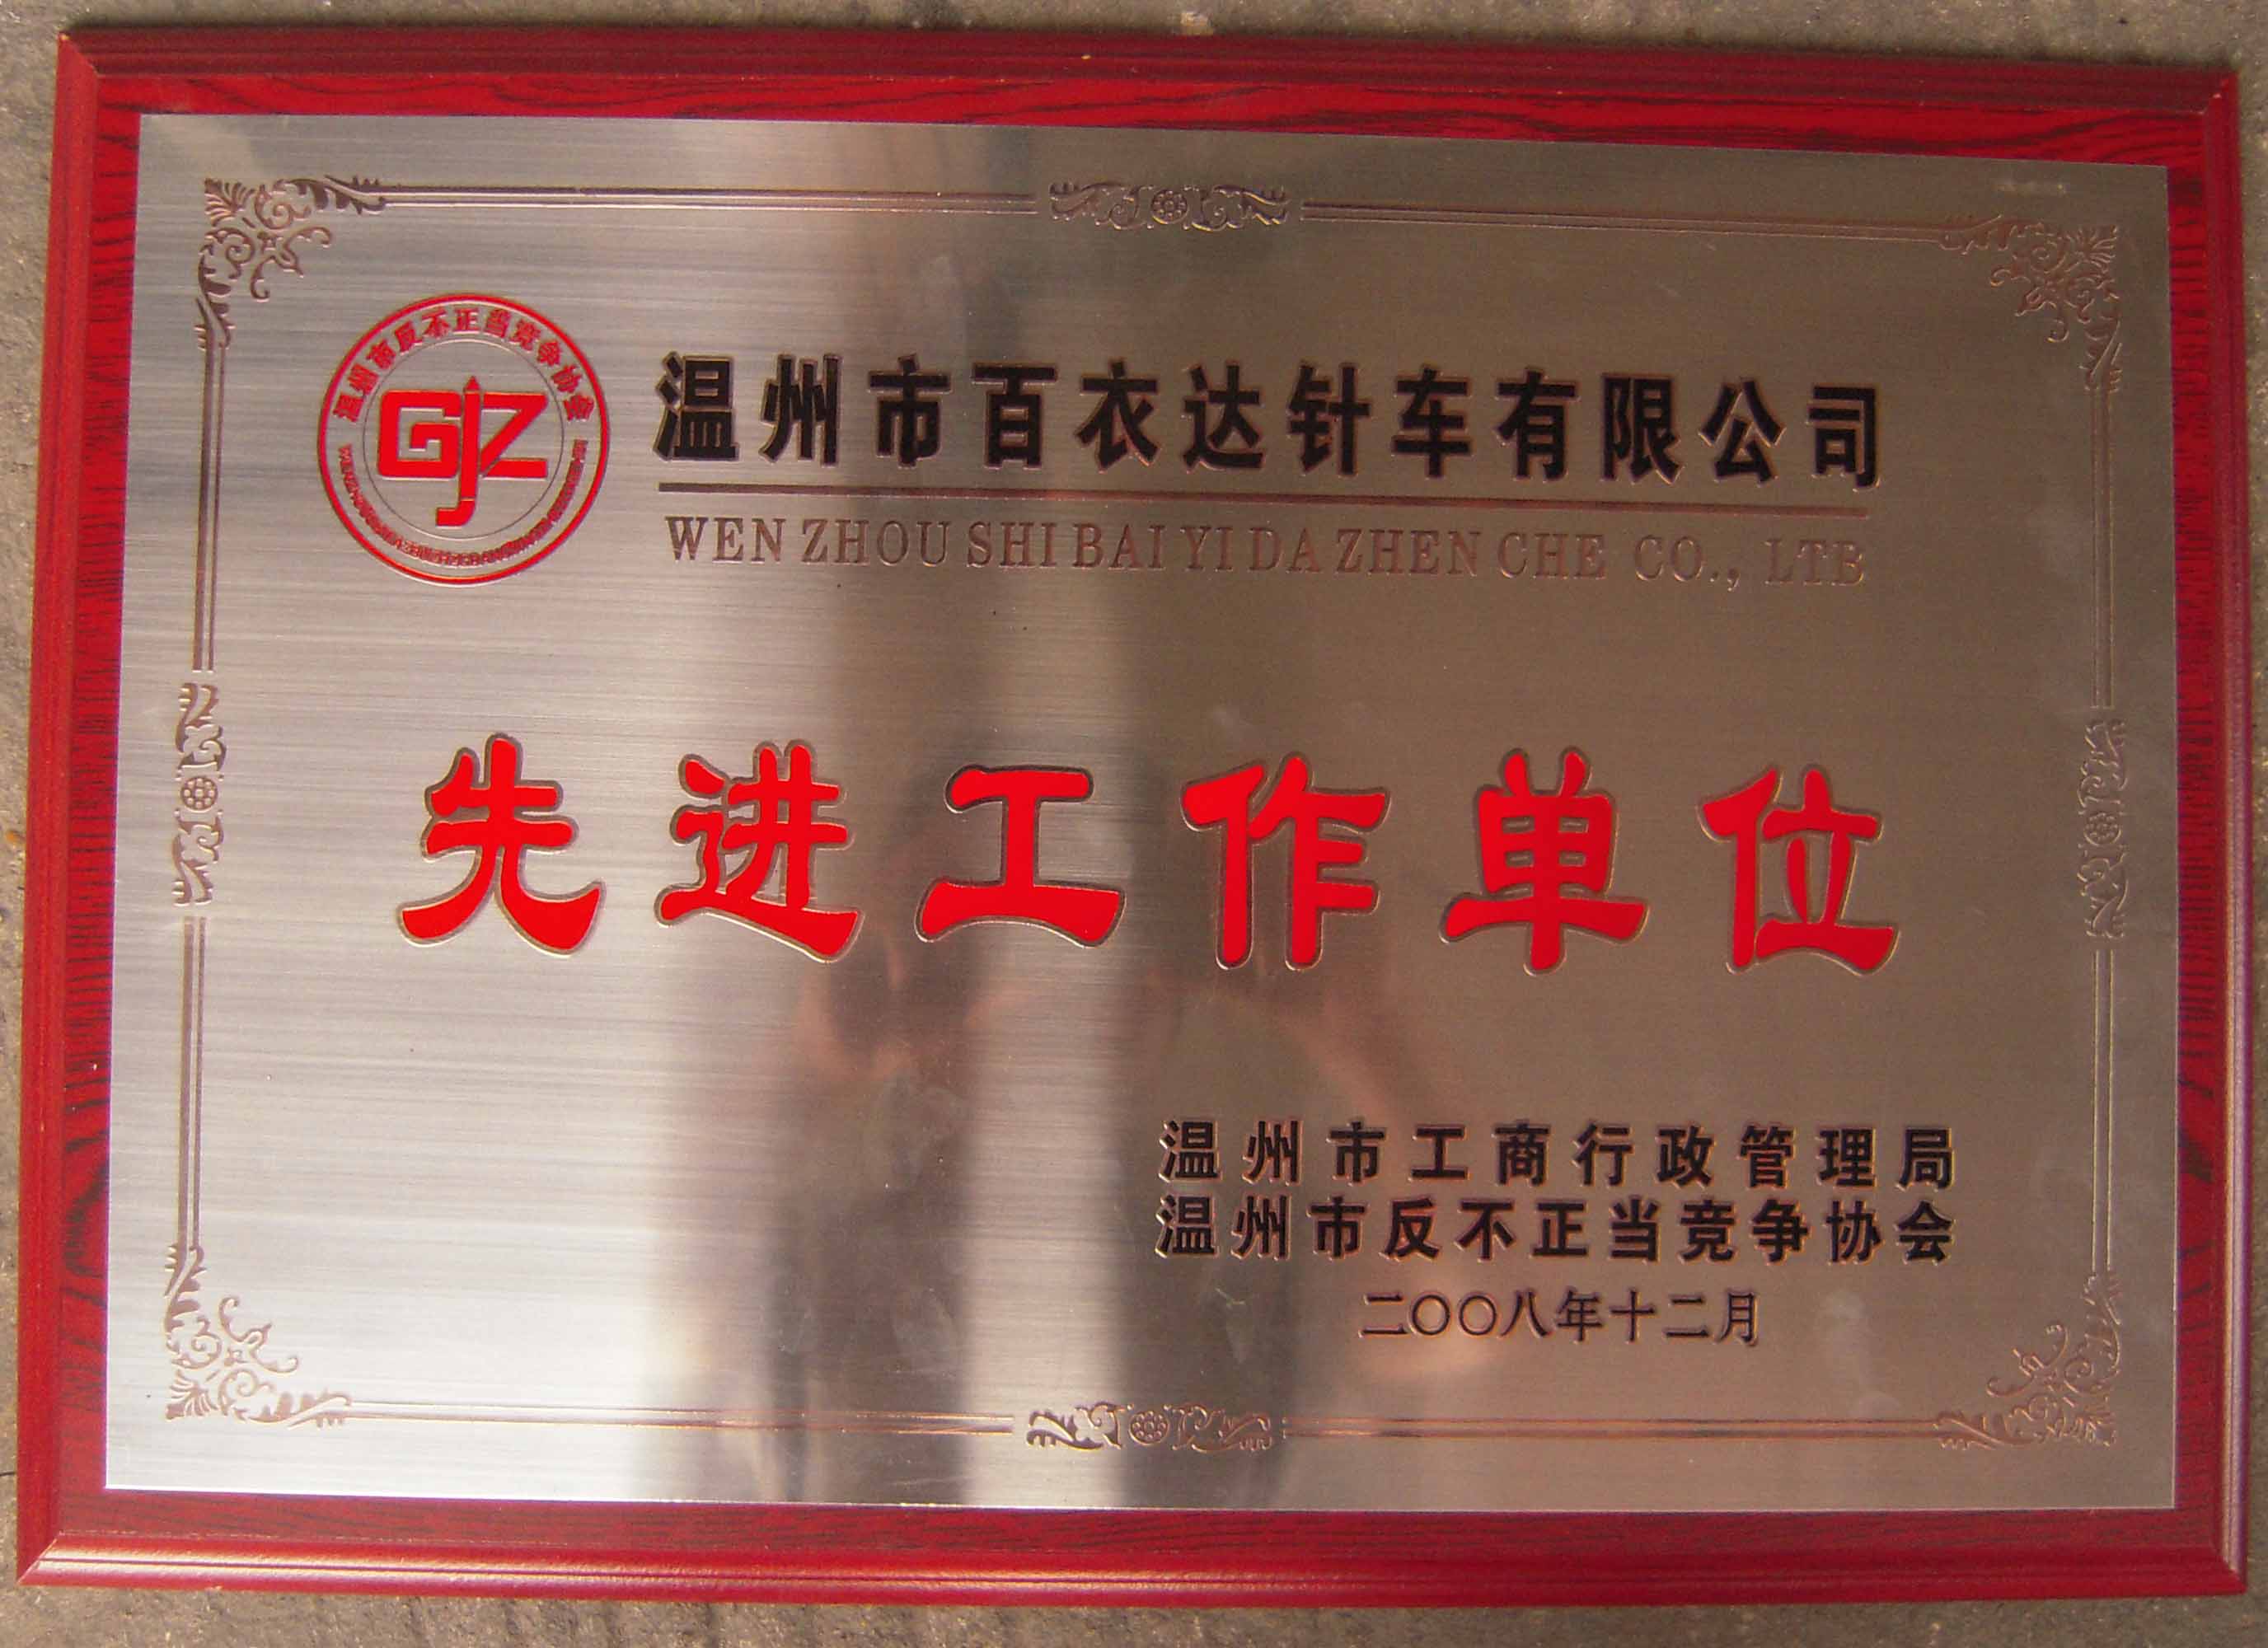 温州市反不正当竞争协会
GJZ
温州市百衣达针车有限公司
WEN ZHOU SHI BAI YI DA ZHEN CHE CO., LTB
先进工作单位
温州市工商行政管理局
温州市反不正当竞争协会
二〇〇八年十二月